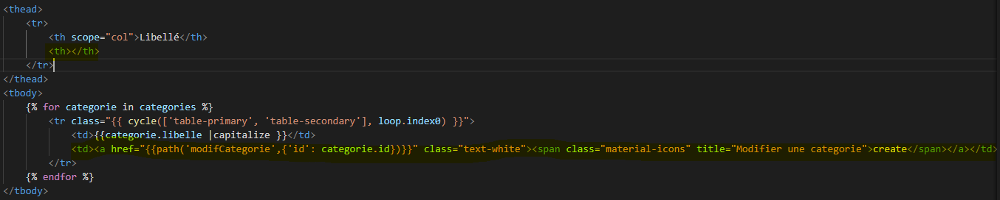 <thead>
<tr>
<th scope="col">Libellé</th>
<th></th>
</tr>
</thead>
<tbody>
{% for categorie in categories %}
<tr class="{{ cycle(['table-primary', 'table-secondary'], loop.index0) }}">
<td>{{categorie.libelle |capitalize }}</td>
<td><a href="{{path('modifCategorie',{'id': categorie.id})}}" class="text-white"><span class="material-icons" title="Modifier une categorie">create</span></a></td>
</tr>
{% endfor %}
</tbody>